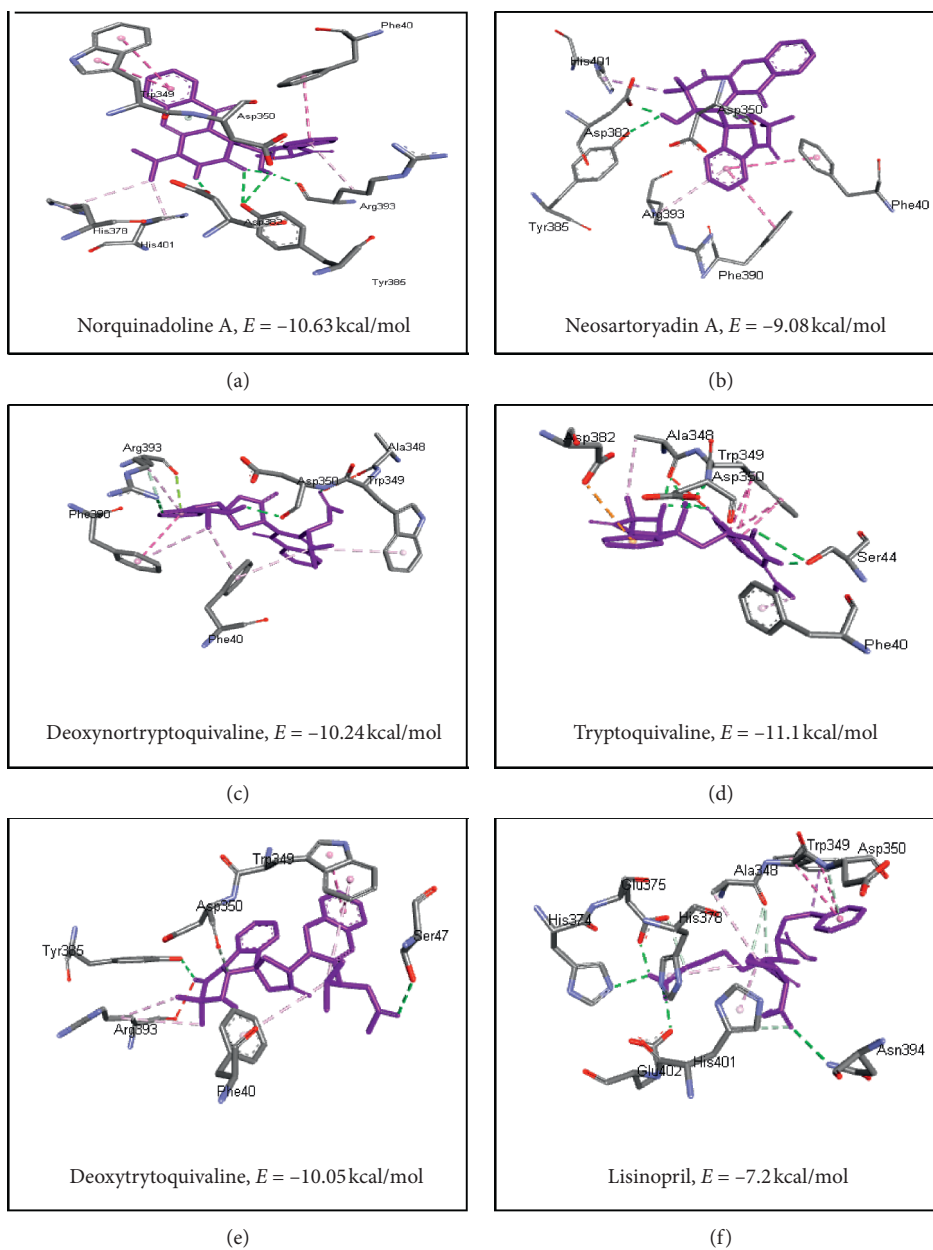 Phe40
Trp349
Asp350
Arg393
His378
His401
Asp382
Tyr385
Norquinadoline A, E = –10.63 kcal/mol
(a)
His401
Asp350
Asp382
Tyr385
Arg393
Phe40
Phe390
Neosartoryadin A, E = –9.08 kcal/mol
(b)
Arg393
Ala348
Asp350
Trp349
Phe390
Phe40
Deoxynortryptoquivaline, E = –10.24 kcal/mol
(c)
Asp382
Ala348
Trp349
Asp350
Ser44
Phe40
Tryptoquivaline, E = –11.1 kcal/mol
(d)
Trp349
Asp350
Ser47
Tyr385
Arg393
Phe40
Deoxytrytoquivaline, E = –10.05 kcal/mol
(e)
Trp349
Asp350
Ala348
Glu375
His374
His378
Asn394
His401
Glu402
Lisinopril, E = –7.2 kcal/mol
(f)